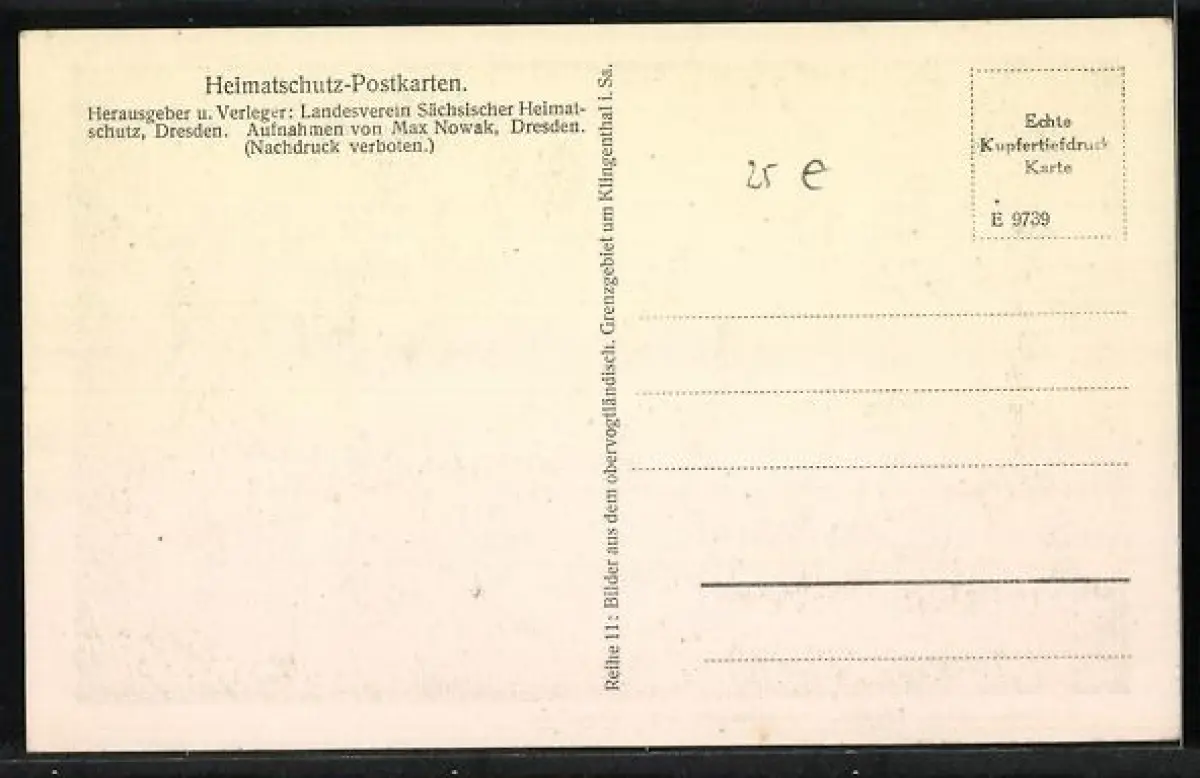 Heimatschutz-Postkarten.
Herausgeber u. Verleger: Landesverein Sächsischer Heimat-
schutz, Dresden. Aufnahmen von Max Nowak, Dresden.
(Nachdruck verboten.)
Reihe 11: Bilder aus dem obervogtländisch. Grenzgebiet um Klingenthal i. Sa.
25 e
Echte
Kupfertiefdruck
Karte
E 9739